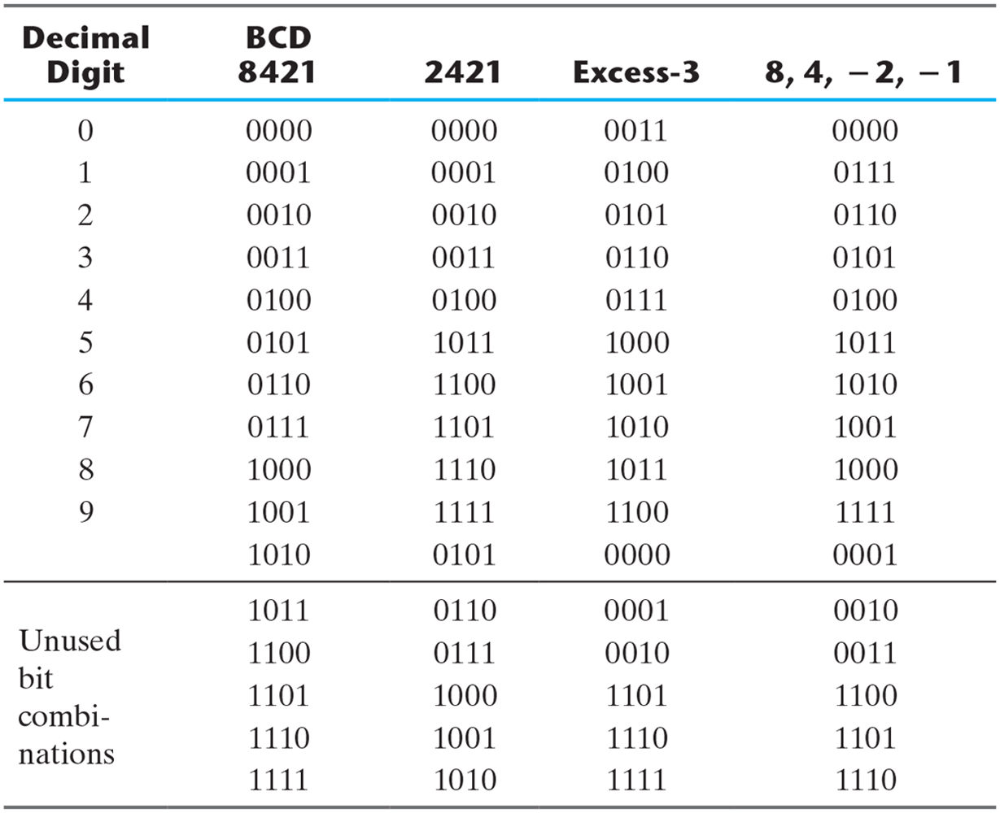 Decimal Digit BCD 8421 2421 Excess-3 8, 4, −2, −1
0 0000 0000 0011 0000
1 0001 0001 0100 0111
2 0010 0010 0101 0110
3 0011 0011 0110 0101
4 0100 0100 0111 0100
5 0101 1011 1000 1011
6 0110 1100 1001 1010
7 0111 1101 1010 1001
8 1000 1110 1011 1000
9 1001 1111 1100 1111
1010 0101 0000 0001
Unused bit combi-nations
1011 0110 0001 0010
1100 0111 0010 0011
1101 1000 1101 1100
1110 1001 1110 1101
1111 1010 1111 1110